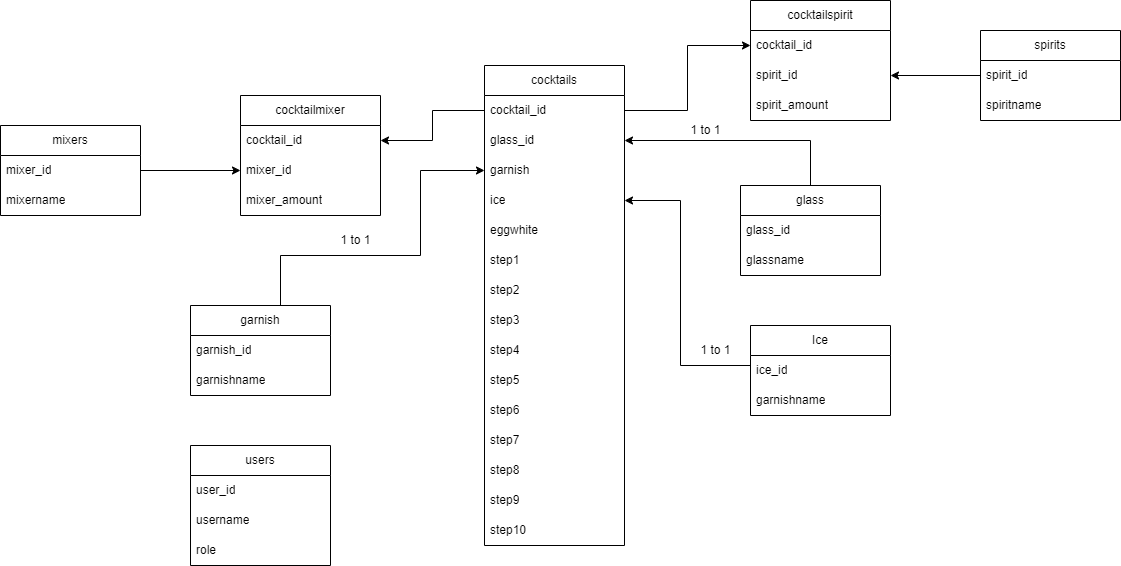 cocktailspirit
cocktail_id
spirit_id
spirit_amount
spirits
spirit_id
spiritname
cocktails
cocktail_id
glass_id
garnish
ice
eggwhite
step1
step2
step3
step4
step5
step6
step7
step8
step9
step10
cocktailmixer
cocktail_id
mixer_id
mixer_amount
mixers
mixer_id
mixername
1 to 1
glass
glass_id
glassname
1 to 1
garnish
garnish_id
garnishname
1 to 1
Ice
ice_id
garnishname
users
user_id
username
role